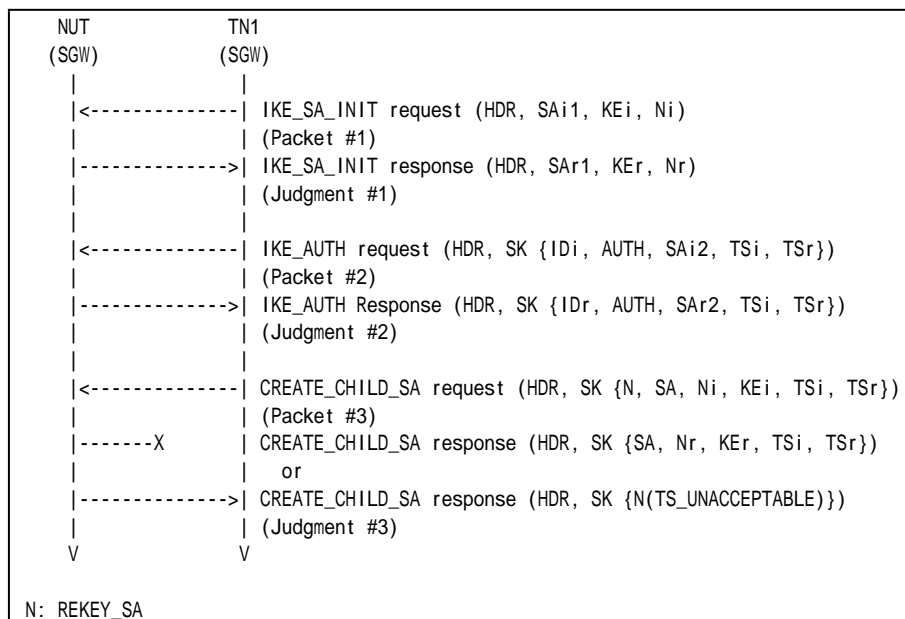 NUT TN1
(SGW) (SGW)
| |
|<--------------| IKE_SA_INIT request (HDR, SAi1, KEi, Ni)
| | (Packet #1)
|-------------->| IKE_SA_INIT response (HDR, SAr1, KEr, Nr)
| | (Judgment #1)
| |
|<--------------| IKE_AUTH request (HDR, SK {IDi, AUTH, SAi2, TSi, TSr})
| | (Packet #2)
|-------------->| IKE_AUTH Response (HDR, SK {IDr, AUTH, SAr2, TSi, TSr})
| | (Judgment #2)
| |
|<--------------| CREATE_CHILD_SA request (HDR, SK {N, SA, Ni, KEi, TSi, TSr})
| | (Packet #3)
|-------X | CREATE_CHILD_SA response (HDR, SK {SA, Nr, KEr, TSi, TSr})
| | or
|-------------->| CREATE_CHILD_SA response (HDR, SK {N(TS_UNACCEPTABLE)})
| | (Judgment #3)
V V
N: REKEY_SA